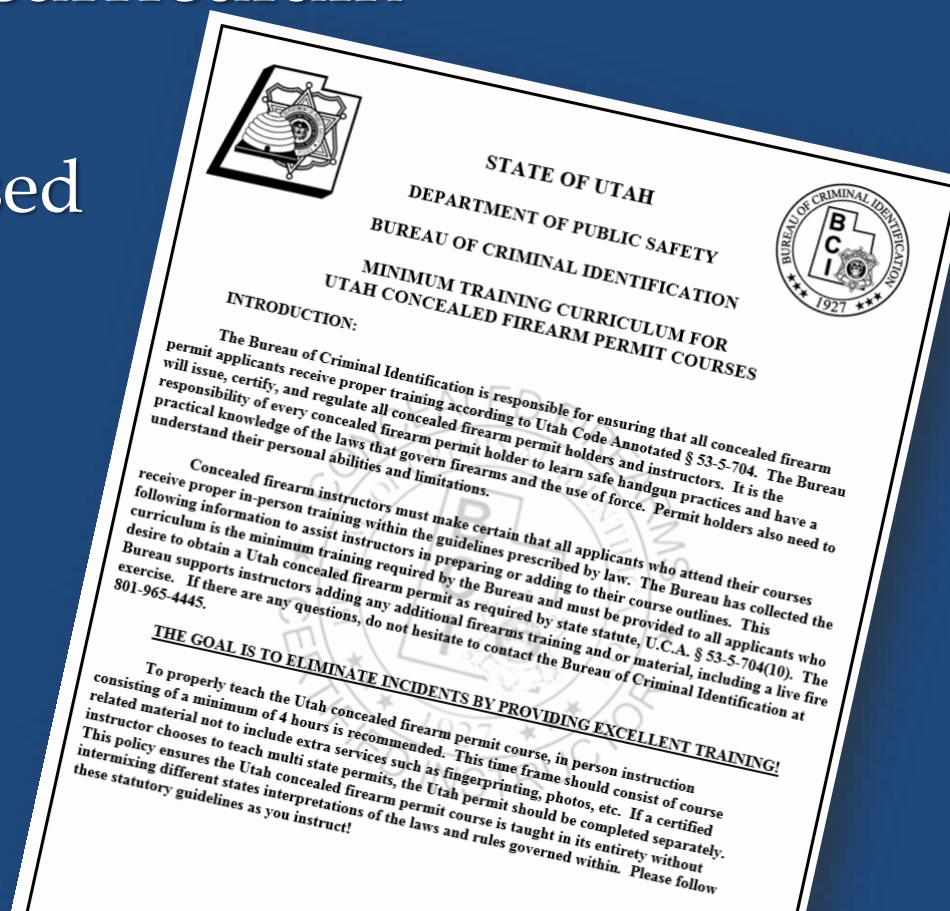 sed
STATE OF UTAH
DEPARTMENT OF PUBLIC SAFETY
BUREAU OF CRIMINAL IDENTIFICATION
MINIMUM TRAINING CURRICULUM FOR
UTAH CONCEALED FIREARM PERMIT COURSES
BUREAU OF CRIMINAL IDENTIFICATION
BCI
1927
INTRODUCTION:
The Bureau of Criminal Identification is responsible for ensuring that all concealed firearm
permit applicants receive proper training according to Utah Code Annotated § 53-5-704. The Bureau
will issue, certify, and regulate all concealed firearm permit holders and instructors. It is the
responsibility of every concealed firearm permit holder to learn safe handgun practices and have a
practical knowledge of the laws that govern firearms and the use of force. Permit holders also need to
understand their personal abilities and limitations.
Concealed firearm instructors must make certain that all applicants who attend their courses
receive proper in-person training within the guidelines prescribed by law. The Bureau has collected the
following information to assist instructors in preparing or adding to their course outlines. This
curriculum is the minimum training required by the Bureau and must be provided to all applicants who
desire to obtain a Utah concealed firearm permit as required by state statute, U.C.A. § 53-5-704(10). The
Bureau supports instructors adding any additional firearms training and or material, including a live fire
exercise. If there are any questions, do not hesitate to contact the Bureau of Criminal Identification at
801-965-4445.
THE GOAL IS TO ELIMINATE INCIDENTS BY PROVIDING EXCELLENT TRAINING!
To properly teach the Utah concealed firearm permit course, in person instruction
consisting of a minimum of 4 hours is recommended. This time frame should consist of course
related material not to include extra services such as fingerprinting, photos, etc. If a certified
instructor chooses to teach multi state permits, the Utah permit should be completed separately.
This policy ensures the Utah concealed firearm permit course is taught in its entirety without
intermixing different states interpretations of the laws and rules governed within. Please follow
these statutory guidelines as you instruct!